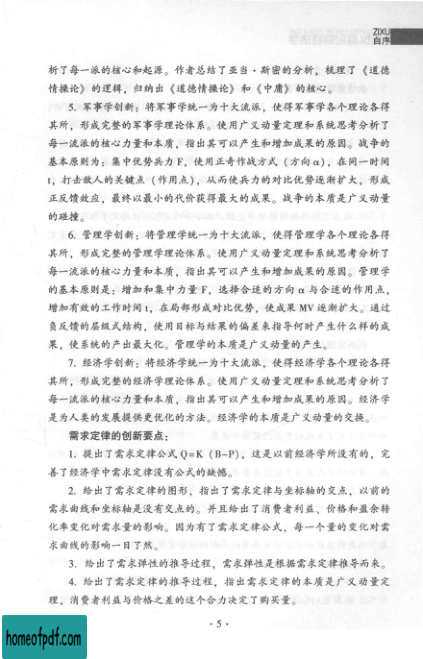 ZIXU
自序
析了每一派的核心和起源。作者总结了亚当·斯密的分析，梳理了《道德
情操论》的逻辑，归纳出《道德情操论》和《中庸》的核心。
5. 军事学创新：将军事学统一为十大流派，使得军事学各个理论各得
其所，形成完整的军事学理论体系。使用广义动量定理和系统思考分析了
每一流派的核心力量和本质，指出其可以产生和增加成果的原因。战争的
基本原则为：集中优势兵力 F，使用正奇作战方式（方向 α），在同一时间
t，打击敌人的关键点（作用点），从而使兵力的对比优势逐渐扩大，形成
正反馈效应，最终以最小的代价获得最大的成果。战争的本质是广义动量
的碰撞。
6. 管理学创新：将管理学统一为十大流派，使得管理学各个理论各得
其所，形成完整的管理学理论体系。使用广义动量定理和系统思考分析了
每一流派的核心力量和本质，指出其可以产生和增加成果的原因。管理学
的基本原则是：增加和集中力量 F，选择合适的方向 α 与合适的作用点，
增加有效的工作时间 t，在局部形成对比优势，使成果 MV 逐渐扩大。通过
负反馈的层级式结构，使用目标与结果的偏差来指导何时产生什么样的成
果，使系统的产出最大化。管理学的本质是广义动量的产生。
7. 经济学创新：将经济学统一为十大流派，使得经济学各个理论各得
其所，形成完整的经济学理论体系。使用广义动量定理和系统思考分析了
每一流派的核心力量和本质，指出其可以产生和增加成果的原因。经济学
是为人类的发展提供更优化的方法。经济学的本质是广义动量的交换。
需求定律的创新要点：
1. 提出了需求定律公式 Q=K（B-P），这是以前经济学所没有的，完
善了经济学中需求定律没有公式的缺憾。
2. 给出了需求定律的图形，指出了需求定律与坐标轴的交点，以前的
需求曲线和坐标轴是没有交点的。并且给出了消费者利益、价格和盈余转
化率变化对需求量的影响。因为有了需求定律公式，每一个量的变化对需
求曲线的影响一目了然。
3. 给出了需求弹性的推导过程，需求弹性是根据需求定律推导而来。
4. 给出了需求定律的推导过程，指出需求定律的本质是广义动量定
理，消费者利益与价格之差的这个合力决定了购买量。
· 5 ·
homeofpdf.com